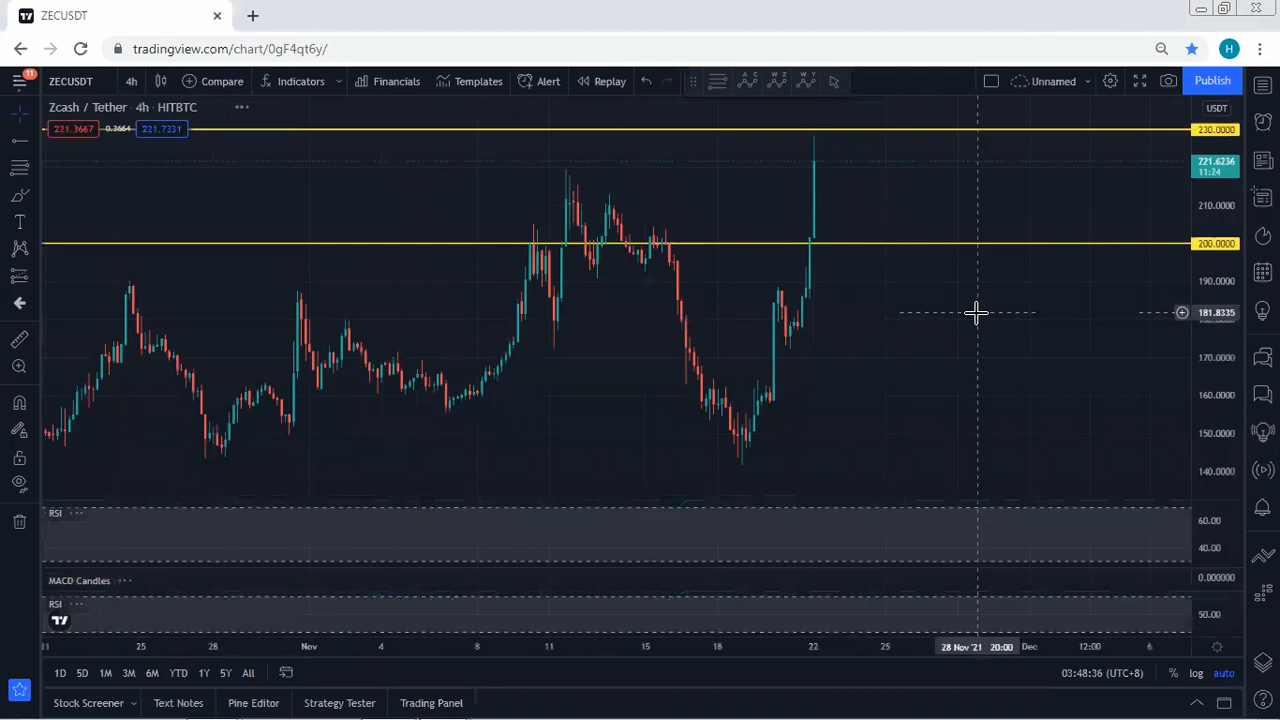 ZECUSDT
tradingview.com/chart/0gF4qt6y/
H
11
ZECUSDT 4h Compare Indicators Financials Templates Alert Replay Unnamed Publish
Zcash / Tether 4h HITBTC
USDT
221.3667 0.3664 221.7331
230.0000
221.6236
11:24
210.0000
200.0000
190.0000
181.8335
170.0000
160.0000
150.0000
140.0000
RSI
60.00
40.00
MACD Candles
0.000000
RSI
50.00
25 28 Nov 4 8 11 15 18 22 25 28 Nov '21 20:00 Dec 12:00 6
1D 5D 1M 3M 6M YTD 1Y 5Y All 03:48:36 (UTC+8) % log auto
Stock Screener Text Notes Pine Editor Strategy Tester Trading Panel